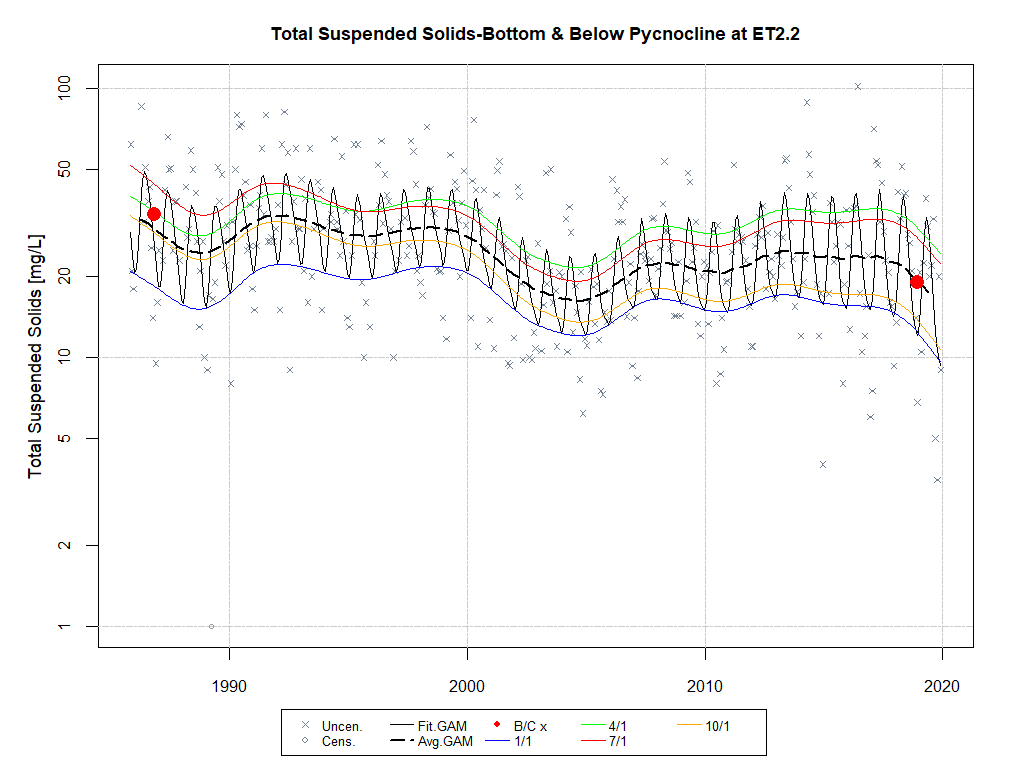 Total Suspended Solids-Bottom & Below Pycnocline at ET2.2
Total Suspended Solids [mg/L]
100
50
20
10
5
2
1
1990 2000 2010 2020
Uncen. Fit.GAM B/C x 4/1 10/1
Cens. Avg.GAM 1/1 7/1